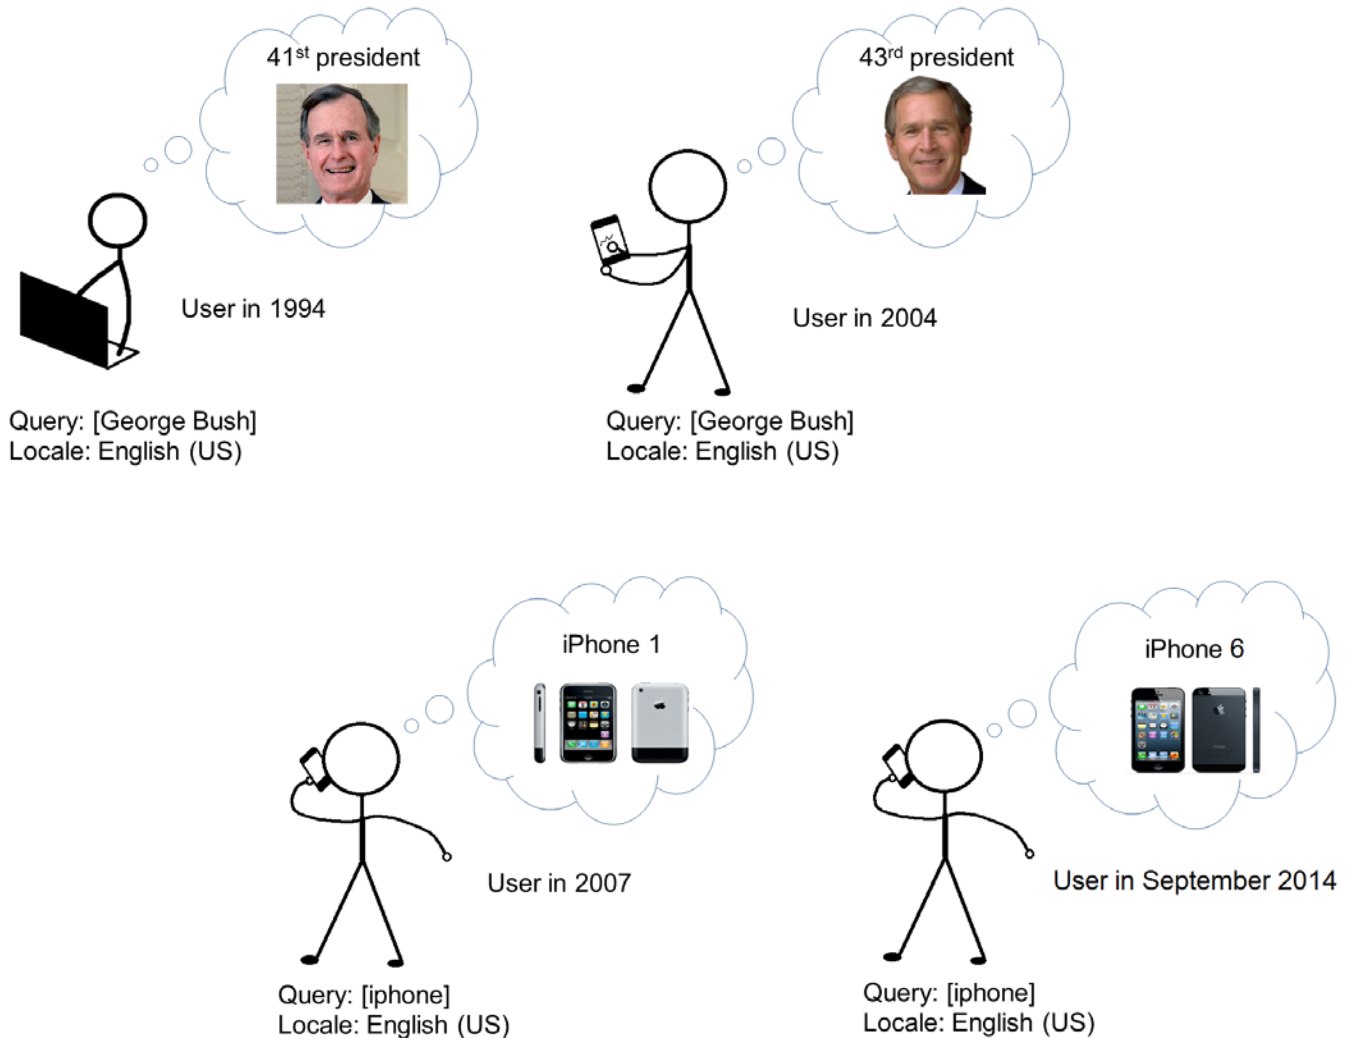 41st president
43rd president
User in 1994
User in 2004
Query: [George Bush]
Locale: English (US)
Query: [George Bush]
Locale: English (US)
iPhone 1
iPhone 6
User in 2007
User in September 2014
Query: [iphone]
Locale: English (US)
Query: [iphone]
Locale: English (US)